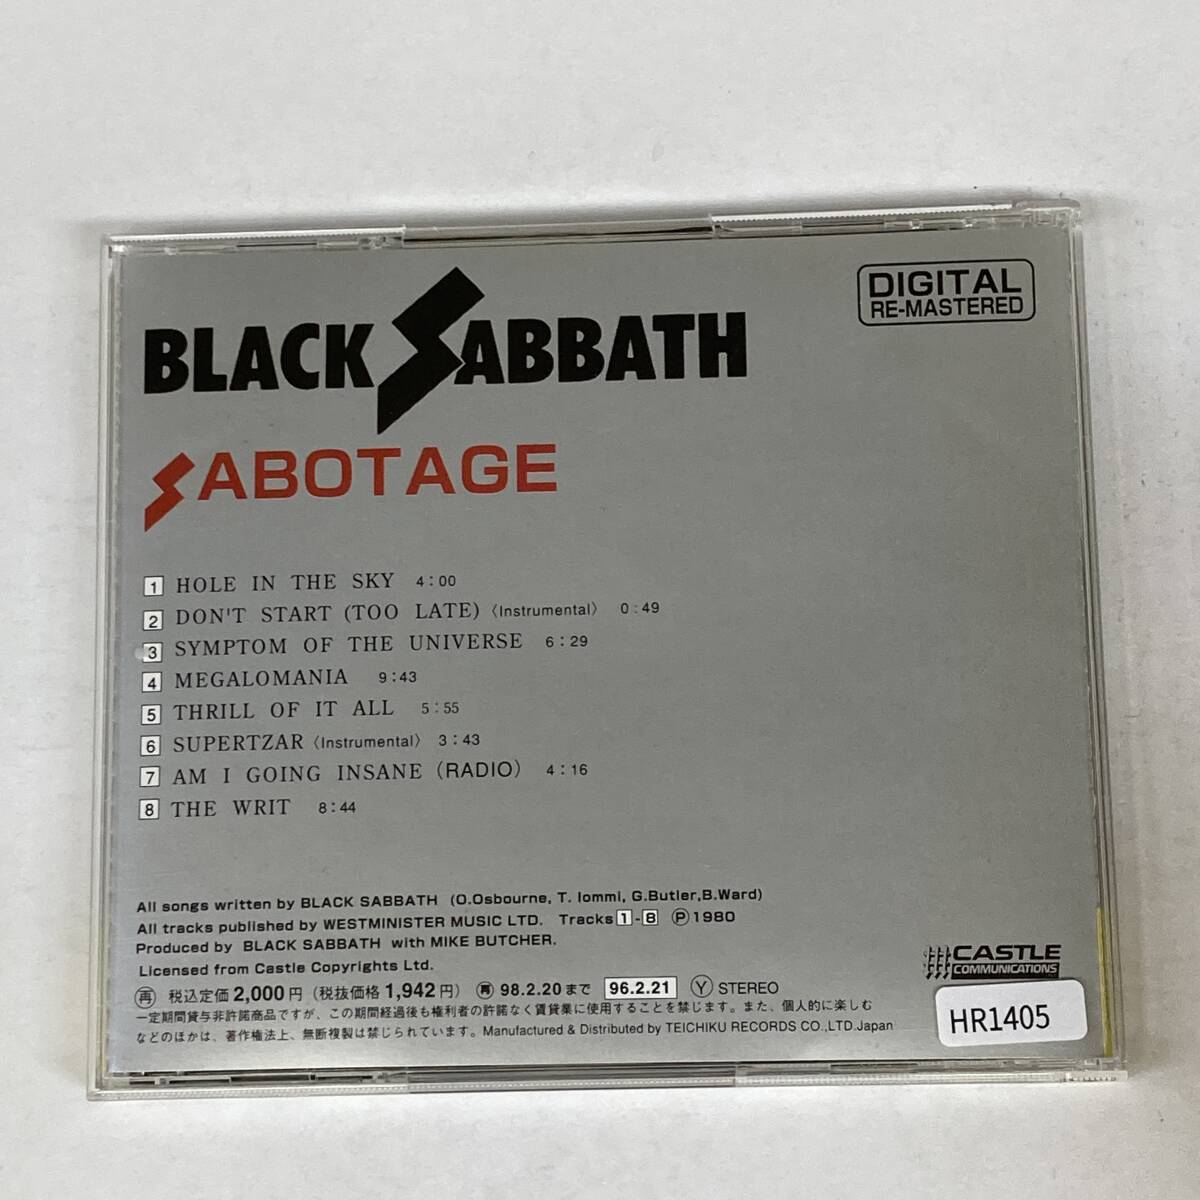 BLACK SABBATH
DIGITAL
RE-MASTERED
SABOTAGE
1 HOLE IN THE SKY 4:00
2 DON'T START (TOO LATE) 〈Instrumental〉 0:49
3 SYMPTOM OF THE UNIVERSE 6:29
4 MEGALOMANIA 9:43
5 THRILL OF IT ALL 5:55
6 SUPERTZAR 〈Instrumental〉 3:43
7 AM I GOING INSANE (RADIO) 4:16
8 THE WRIT 8:44
All songs written by BLACK SABBATH (O.Osbourne, T. Iommi, G.Butler,B.Ward)
All tracks published by WESTMINISTER MUSIC LTD. Tracks 1-8 Ⓟ1980
Produced by BLACK SABBATH with MIKE BUTCHER.
Licensed from Castle Copyrights Ltd.
CASTLE
COMMUNICATIONS
㊢ 税込定価2,000円 (税抜価格1,942円) 98.2.20まで 96.2.21 Ⓨ STEREO
一定期間貸与非許諾商品ですが、この期間経過後も権利者の許諾なく賃貸業に使用することを禁じます。また、個人的に楽しむ
などのほかは、著作権法上、無断複製は禁じられています。Manufactured & Distributed by TEICHIKU RECORDS CO.,LTD.Japan
HR1405